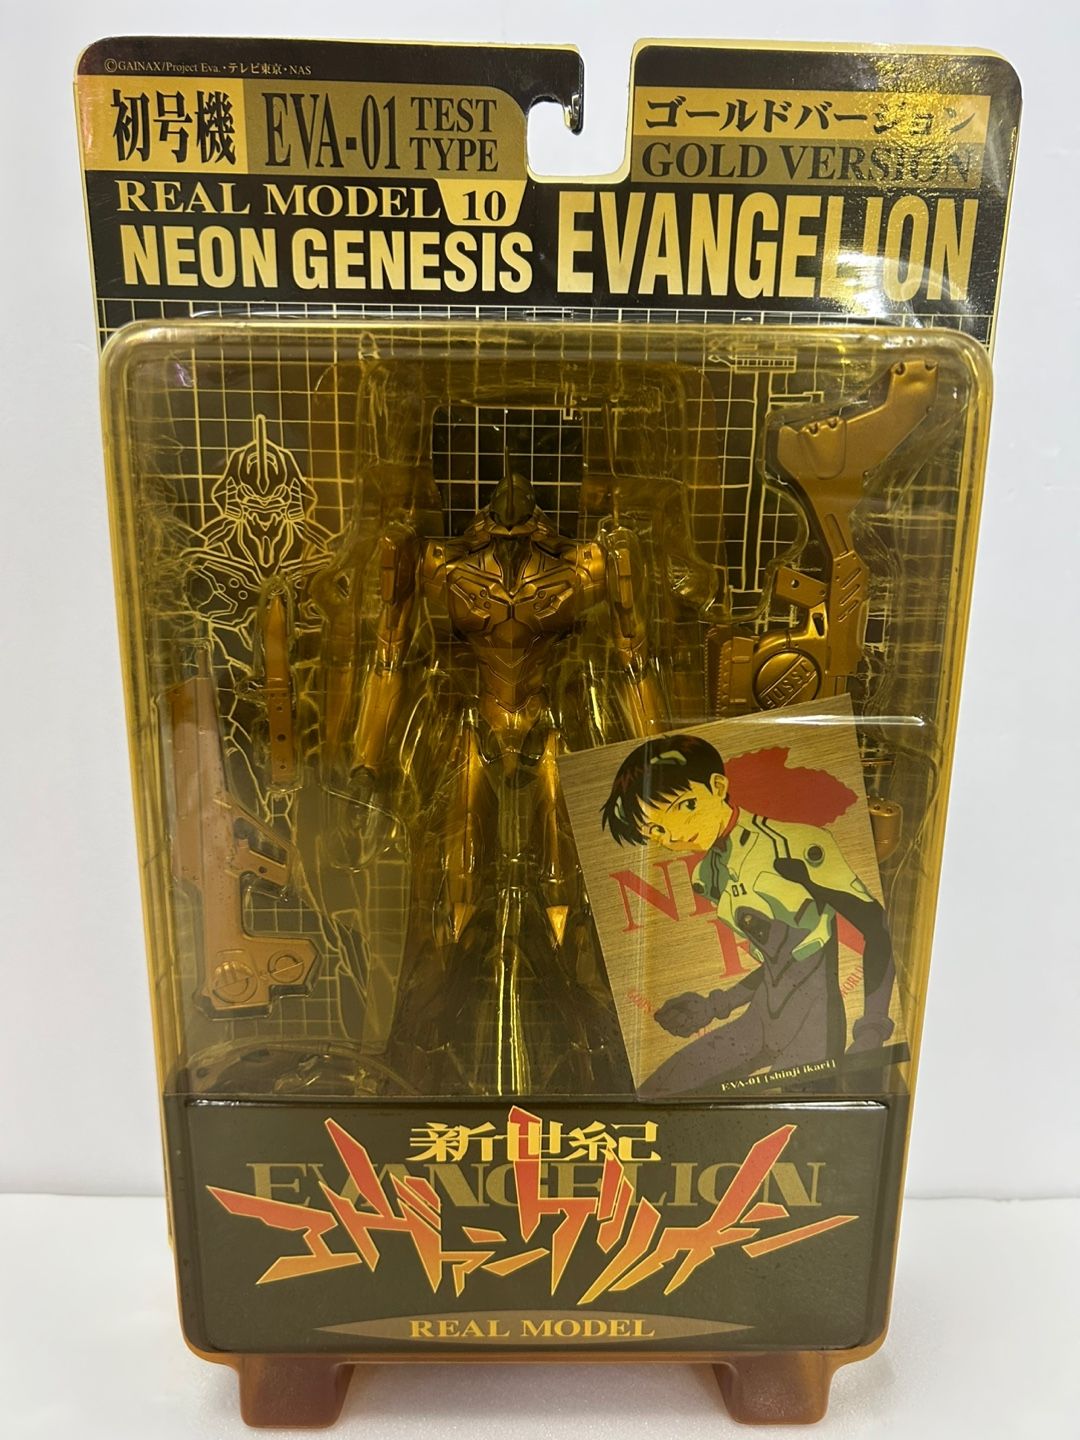 ©GAINAX/Project Eva.・テレビ東京・NAS
初号機 EVA-01 TEST TYPE
ゴールドバージョン
GOLD VERSION
REAL MODEL 10
NEON GENESIS EVANGELION
01
EVA-01 [shinji ikari]
新世紀
EVANGELION
エヴァンゲリオン
REAL MODEL